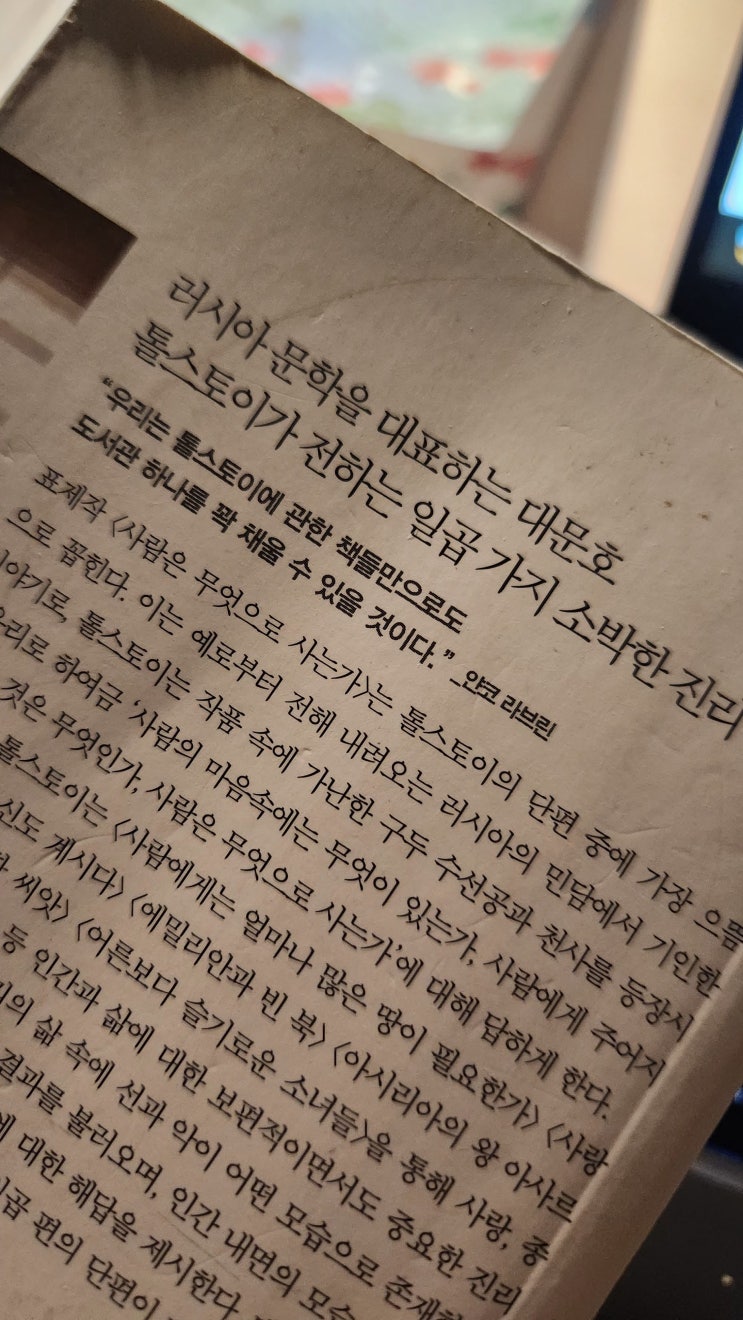 러시아 문학을 대표하는 대문호
톨스토이가 전하는 일곱 가지 소박한 진리
“우리는 톨스토이에 관한 책들만으로도
도서관 하나를 꽉 채울 수 있을 것이다.” _얀코 라브린
표제작 〈사람은 무엇으로 사는가〉는 톨스토이의 단편 중에 가장 으뜸
으로 꼽힌다. 이는 예로부터 전해 내려오는 러시아의 민담에서 기인한
이야기로, 톨스토이는 작품 속에 가난한 구두 수선공과 천사를 등장시
우리로 하여금 ‘사람의 마음속에는 무엇이 있는가, 사람에게 주어지
것은 무엇인가, 사람은 무엇으로 사는가’에 대해 답하게 한다.
톨스토이는 〈사람에게는 얼마나 많은 땅이 필요한가〉 〈사랑
신도 계시다〉 〈에밀리안과 빈 북〉 〈아시리아의 왕 아사르
씨앗〉 〈어른보다 슬기로운 소녀들〉을 통해 사랑, 종
등 인간과 삶에 대한 보편적이면서도 중요한 진리
의 삶 속에 선과 악이 어떤 모습으로 존재하
결과를 불러오며, 인간 내면의 모습
에 대한 해답을 제시한다.
일곱 편의 단편이